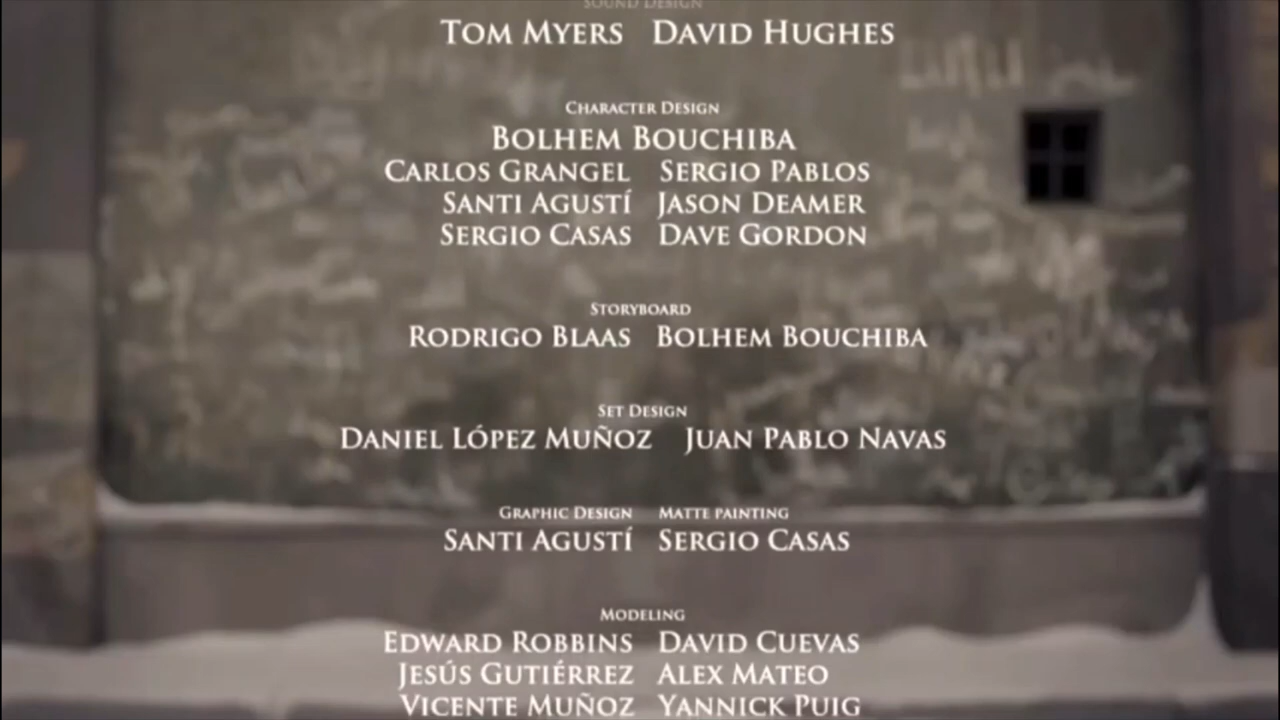 SOUND DESIGN
TOM MYERS DAVID HUGHES
CHARACTER DESIGN
BOLHEM BOUCHIBA
CARLOS GRANGEL SERGIO PABLOS
SANTI AGUSTÍ JASON DEAMER
SERGIO CASAS DAVE GORDON
STORYBOARD
RODRIGO BLAAS BOLHEM BOUCHIBA
SET DESIGN
DANIEL LÓPEZ MUÑOZ JUAN PABLO NAVAS
GRAPHIC DESIGN MATTE PAINTING
SANTI AGUSTÍ SERGIO CASAS
MODELING
EDWARD ROBBINS DAVID CUEVAS
JESÚS GUTIÉRREZ ALEX MATEO
VICENTE MUÑOZ YANNICK PUIG